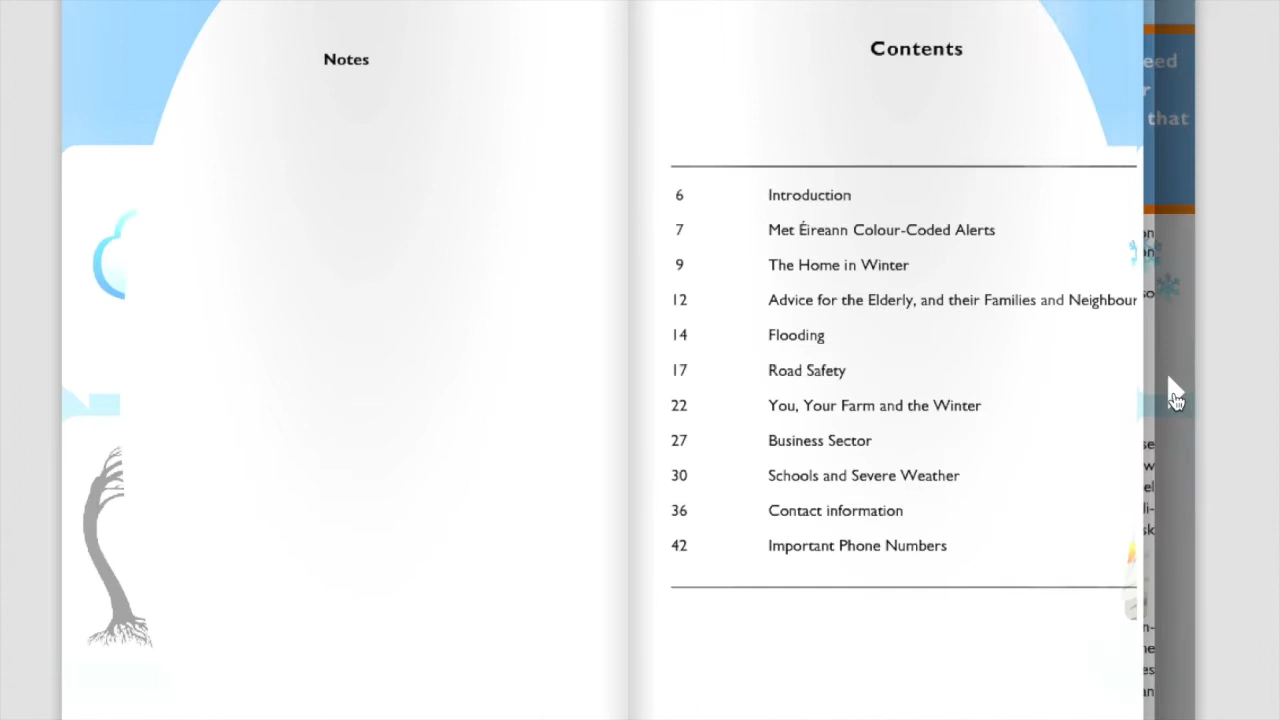 Notes
Contents
6 Introduction
7 Met Éireann Colour-Coded Alerts
9 The Home in Winter
12 Advice for the Elderly, and their Families and Neighbour
14 Flooding
17 Road Safety
22 You, Your Farm and the Winter
27 Business Sector
30 Schools and Severe Weather
36 Contact information
42 Important Phone Numbers
that